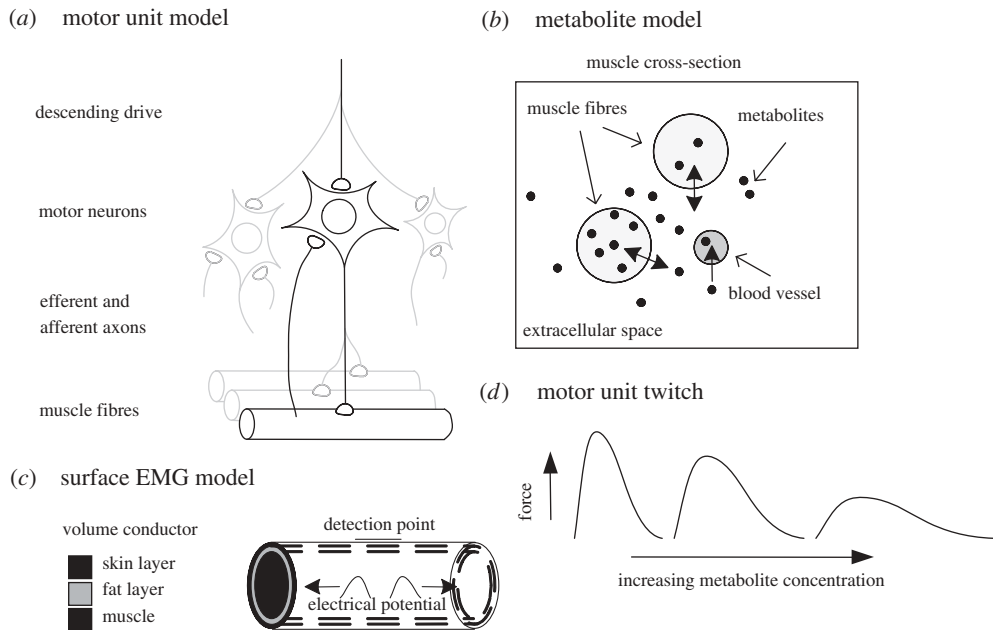 (a) motor unit model
descending drive
motor neurons
efferent and
afferent axons
muscle fibres
(b) metabolite model
muscle cross-section
muscle fibres
metabolites
blood vessel
extracellular space
(c) surface EMG model
volume conductor
skin layer
fat layer
muscle
detection point
electrical potential
(d) motor unit twitch
force
increasing metabolite concentration